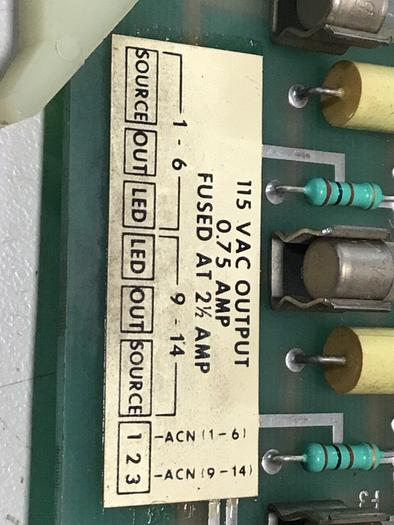 115 VAC OUTPUT
0.75 AMP
FUSED AT 2½ AMP
1 - 6
9 - 14
SOURCE OUT LED LED OUT SOURCE 1 2 3
-ACN (1-6)
-ACN (9-14)
F3